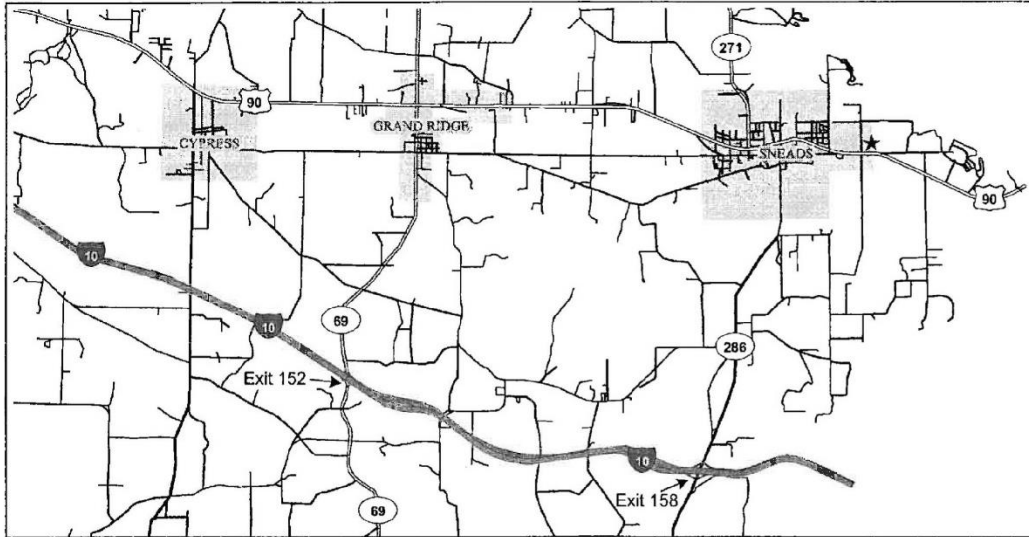 271
90
GRAND RIDGE
CYPRESS
SNEADS
90
10
10
69
286
Exit 152
10
Exit 158
69